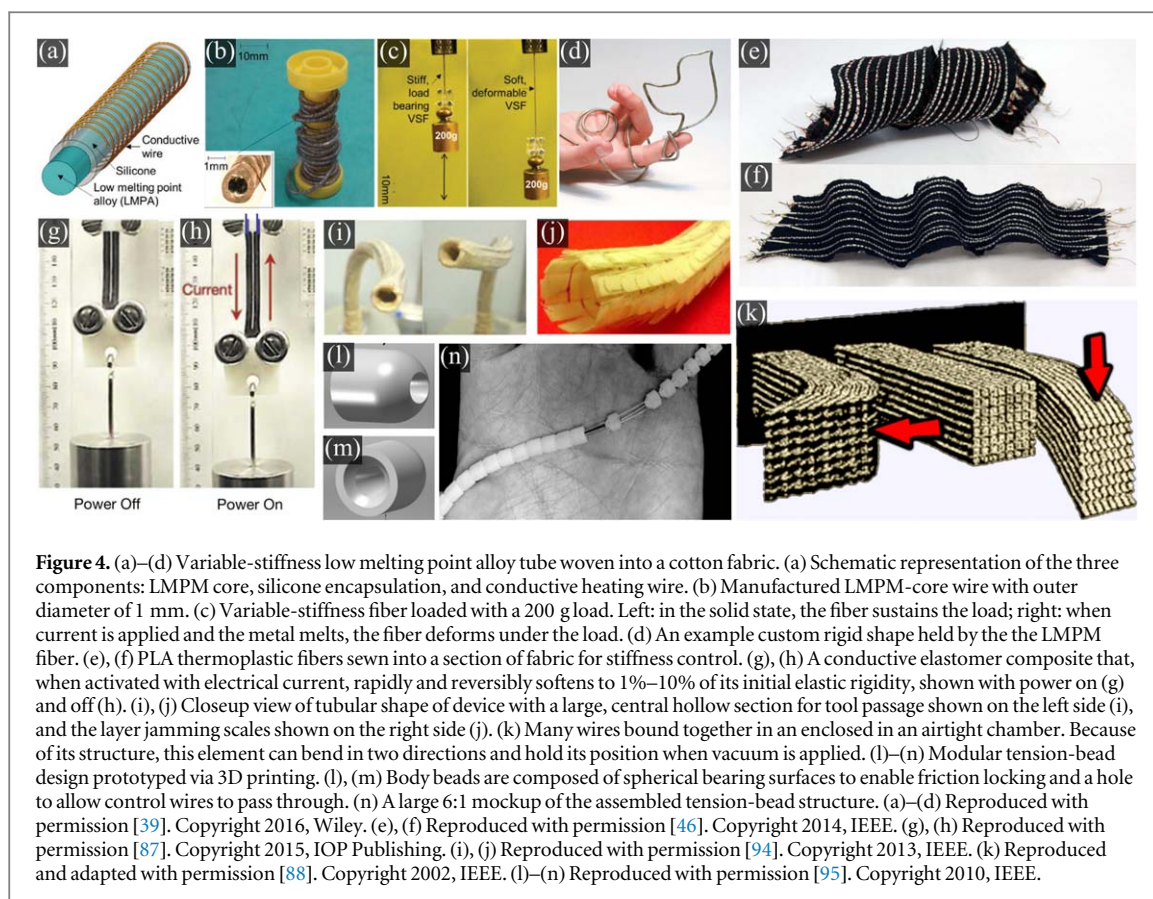 (a)
Conductive
wire
Silicone
Low melting point
alloy (LMPA)
(b)
10mm
1mm
(c)
Stiff,
load
bearing
VSF
200g
10mm
Soft,
deformable
VSF
200g
(d)
(e)
(f)
(g)
Power Off
(h)
Current
Power On
(i)
(j)
(k)
(l)
(m)
(n)
Figure 4. (a)–(d) Variable-stiffness low melting point alloy tube woven into a cotton fabric. (a) Schematic representation of the three
components: LMPM core, silicone encapsulation, and conductive heating wire. (b) Manufactured LMPM-core wire with outer
diameter of 1 mm. (c) Variable-stiffness fiber loaded with a 200 g load. Left: in the solid state, the fiber sustains the load; right: when
current is applied and the metal melts, the fiber deforms under the load. (d) An example custom rigid shape held by the the LMPM
fiber. (e), (f) PLA thermoplastic fibers sewn into a section of fabric for stiffness control. (g), (h) A conductive elastomer composite that,
when activated with electrical current, rapidly and reversibly softens to 1%–10% of its initial elastic rigidity, shown with power on (g)
and off (h). (i), (j) Closeup view of tubular shape of device with a large, central hollow section for tool passage shown on the left side (i),
and the layer jamming scales shown on the right side (j). (k) Many wires bound together in an enclosed in an airtight chamber. Because
of its structure, this element can bend in two directions and hold its position when vacuum is applied. (l)–(n) Modular tension-bead
design prototyped via 3D printing. (l), (m) Body beads are composed of spherical bearing surfaces to enable friction locking and a hole
to allow control wires to pass through. (n) A large 6:1 mockup of the assembled tension-bead structure. (a)–(d) Reproduced with
permission [39]. Copyright 2016, Wiley. (e), (f) Reproduced with permission [46]. Copyright 2014, IEEE. (g), (h) Reproduced with
permission [87]. Copyright 2015, IOP Publishing. (i), (j) Reproduced with permission [94]. Copyright 2013, IEEE. (k) Reproduced
and adapted with permission [88]. Copyright 2002, IEEE. (l)–(n) Reproduced with permission [95]. Copyright 2010, IEEE.